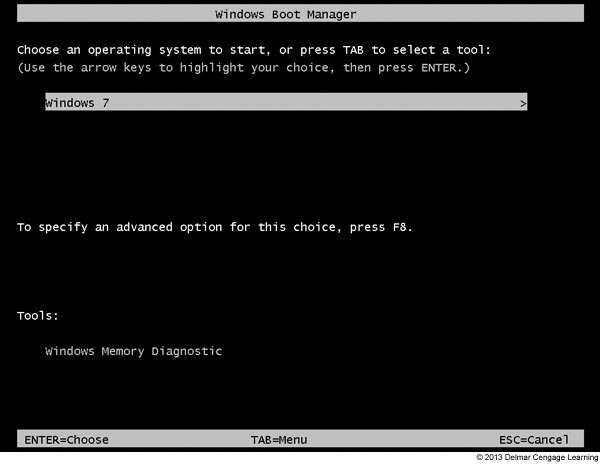 Windows Boot Manager
Choose an operating system to start, or press TAB to select a tool:
(Use the arrow keys to highlight your choice, then press ENTER.)
Windows 7 >
To specify an advanced option for this choice, press F8.
Tools:
Windows Memory Diagnostic
ENTER=Choose TAB=Menu ESC=Cancel
© 2013 Delmar Cengage Learning